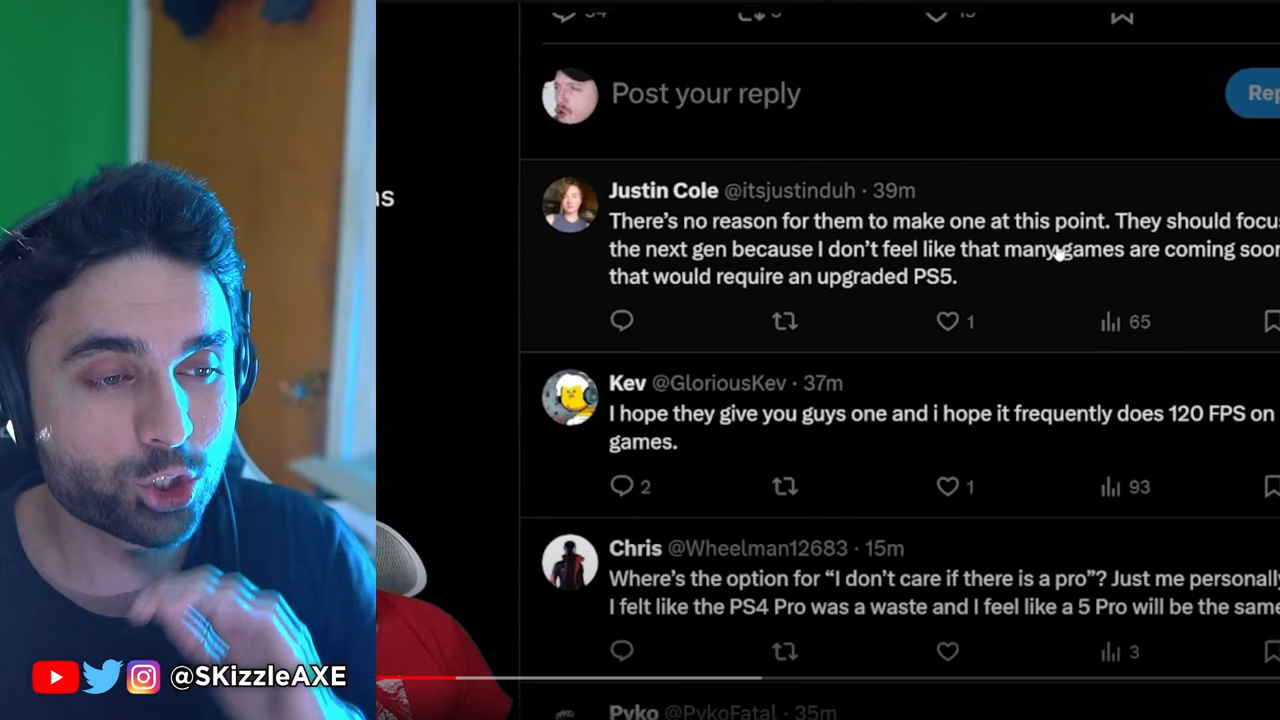 Post your reply
Rep
ns
Justin Cole @itsjustinduh · 39m
There’s no reason for them to make one at this point. They should focus
the next gen because I don’t feel like that many games are coming soon
that would require an upgraded PS5.
1
65
Kev @GloriousKev · 37m
I hope they give you guys one and i hope it frequently does 120 FPS on
games.
2
1
93
Chris @Wheelman12683 · 15m
Where’s the option for “I don’t care if there is a pro”? Just me personally
I felt like the PS4 Pro was a waste and I feel like a 5 Pro will be the same
3
@SKizzleAXE
Pyko @PykoFatal · 35m